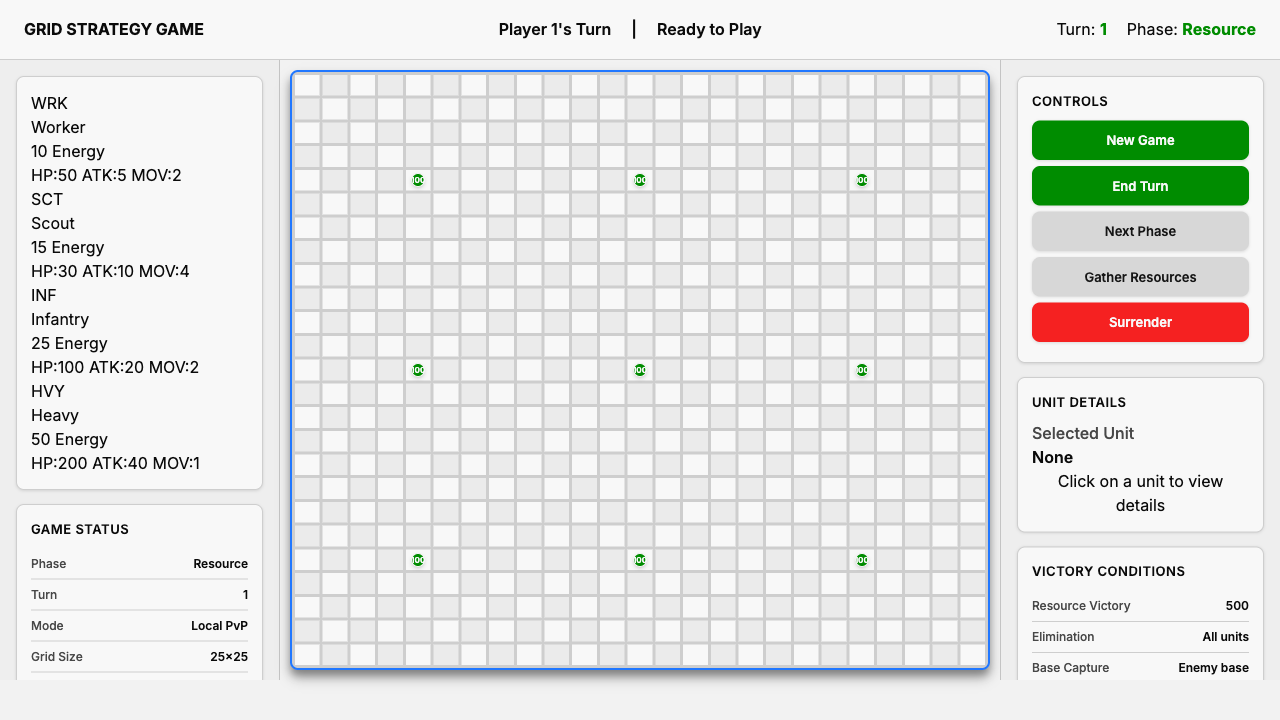 GRID STRATEGY GAME
Player 1's Turn | Ready to Play
Turn: 1 Phase: Resource
WRK
Worker
10 Energy
HP:50 ATK:5 MOV:2
SCT
Scout
15 Energy
HP:30 ATK:10 MOV:4
INF
Infantry
25 Energy
HP:100 ATK:20 MOV:2
HVY
Heavy
50 Energy
HP:200 ATK:40 MOV:1
GAME STATUS
Phase Resource
Turn 1
Mode Local PvP
Grid Size 25×25
CONTROLS
New Game
End Turn
Next Phase
Gather Resources
Surrender
UNIT DETAILS
Selected Unit
None
Click on a unit to view
details
VICTORY CONDITIONS
Resource Victory 500
Elimination All units
Base Capture Enemy base